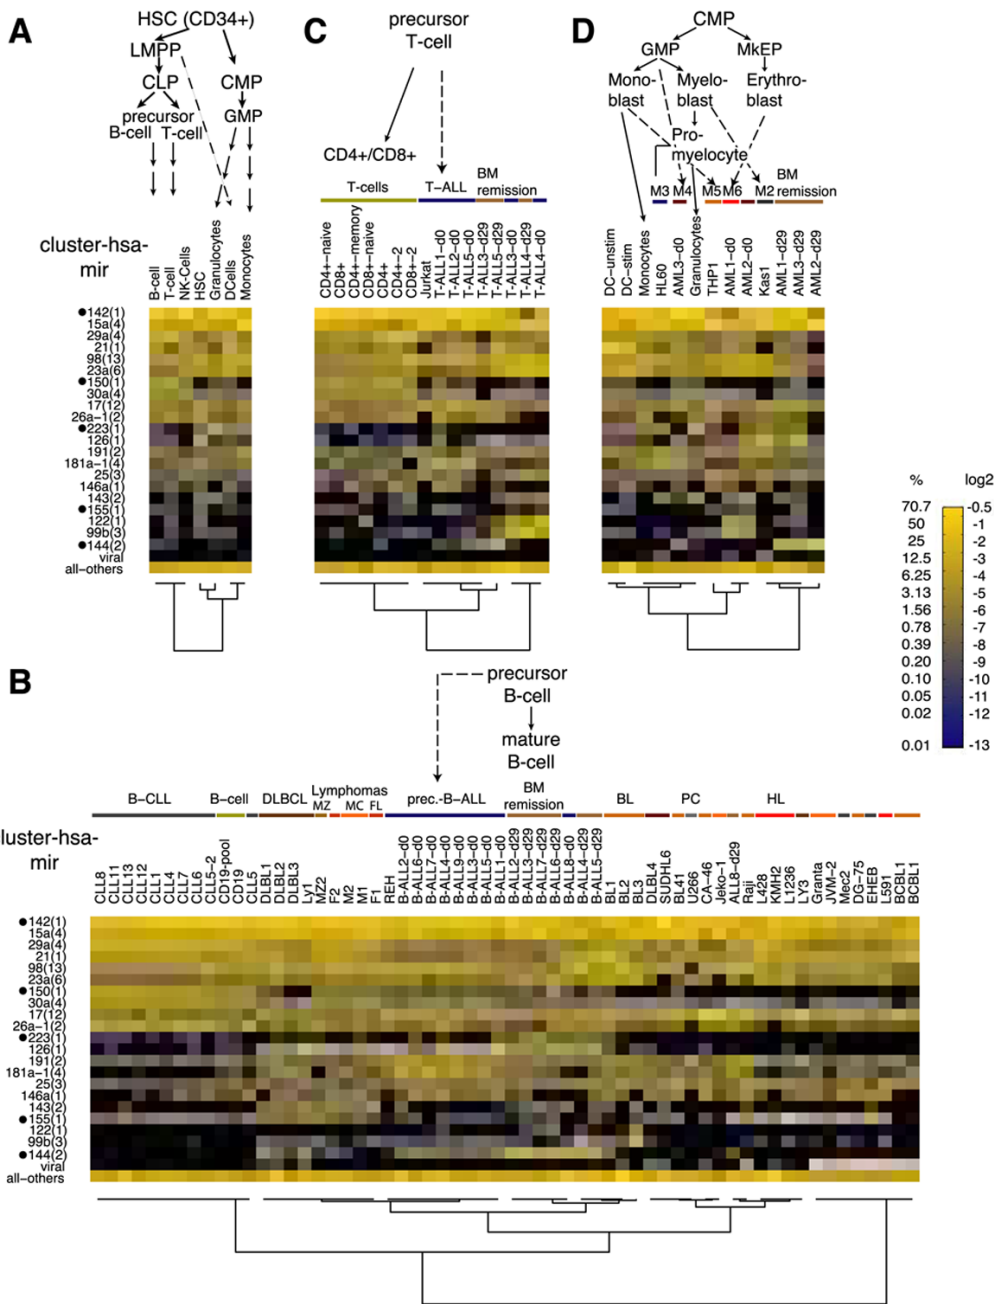 A
HSC (CD34+)
LMPP
CLP
CMP
precursor
B-cell T-cell
GMP
cluster-hsa-
mir
B-cell
T-cell
NK-Cells
HSC
Granulocytes
DCells
Monocytes
142(1)
15a(4)
29a(4)
21(1)
98(13)
23a(6)
150(1)
30a(4)
17(12)
26a-1(2)
223(1)
126(1)
191(2)
181a-1(4)
25(3)
146a(1)
143(2)
155(1)
122(1)
99b(3)
144(2)
viral
all-others
C
precursor
T-cell
CD4+/CD8+
T-cells
T-ALL
BM
remission
CD4+-naive
CD8+
CD4+-memory
CD8+-naive
CD4+
CD4+-2
CD8+-2
Jurkat
T-ALL1-d0
T-ALL2-d0
T-ALL5-d0
T-ALL3-d29
T-ALL5-d29
T-ALL3-d0
T-ALL4-d29
T-ALL4-d0
D
CMP
GMP
MkEP
Mono-
blast
Myelo-
blast
Erythro-
blast
Pro-
myelocyte
M3 M4 M5 M6 M2
BM
remission
DC-unstim
DC-stim
Monocytes
HL60
AML3-d0
Granulocytes
THP1
AML1-d0
AML2-d0
Kas1
AML1-d29
AML3-d29
AML2-d29
% log2
70.7 -0.5
50 -1
25 -2
12.5 -3
6.25 -4
3.13 -5
1.56 -6
0.78 -7
0.39 -8
0.20 -9
0.10 -10
0.05 -11
0.02 -12
0.01 -13
B
precursor
B-cell
mature
B-cell
B-CLL
B-cell
DLBCL
Lymphomas
MZ MC FL
prec.-B-ALL
BM
remission
BL
PC
HL
luster-hsa-
mir
CLL8
CLL11
CLL13
CLL12
CLL1
CLL4
CLL7
CLL6
CLL5-2
CD19-pool
CD19
CLL5
DLBL1
DLBL2
DLBL3
Ly1
MZ2
F2
M2
M1
F1
REH
B-ALL2-d0
B-ALL6-d0
B-ALL7-d0
B-ALL4-d0
B-ALL9-d0
B-ALL3-d0
B-ALL5-d0
B-ALL1-d0
B-ALL2-d29
B-ALL3-d29
B-ALL7-d29
B-ALL6-d29
B-ALL8-d0
B-ALL4-d29
B-ALL5-d29
BL1
BL2
BL3
DLBL4
SUDHL6
BL41
U266
CA-46
Jeko-1
ALL8-d29
Raji
L428
KMH2
L1236
LY3
Granta
JVM-2
Mec2
DG-75
EHEB
L591
BCBL1
BCBL1
142(1)
15a(4)
29a(4)
21(1)
98(13)
23a(6)
150(1)
30a(4)
17(12)
26a-1(2)
223(1)
126(1)
191(2)
181a-1(4)
25(3)
146a(1)
143(2)
155(1)
122(1)
99b(3)
144(2)
viral
all-others